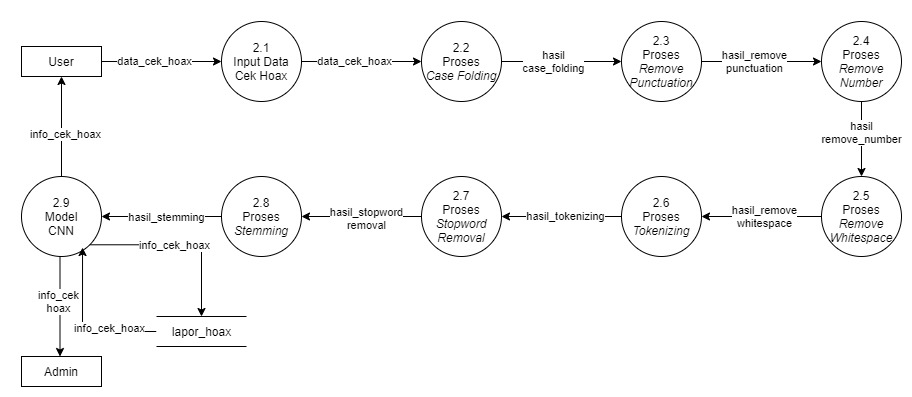 User
data_cek_hoax
2.1
Input Data
Cek Hoax
data_cek_hoax
2.2
Proses
Case Folding
hasil
case_folding
2.3
Proses
Remove
Punctuation
hasil_remove
punctuation
2.4
Proses
Remove
Number
hasil
remove_number
info_cek_hoax
2.9
Model
CNN
hasil_stemming
2.8
Proses
Stemming
hasil_stopword
removal
2.7
Proses
Stopword
Removal
hasil_tokenizing
2.6
Proses
Tokenizing
hasil_remove
whitespace
2.5
Proses
Remove
Whitespace
info_cek_hoax
info_cek
hoax
info_cek_hoax
lapor_hoax
Admin